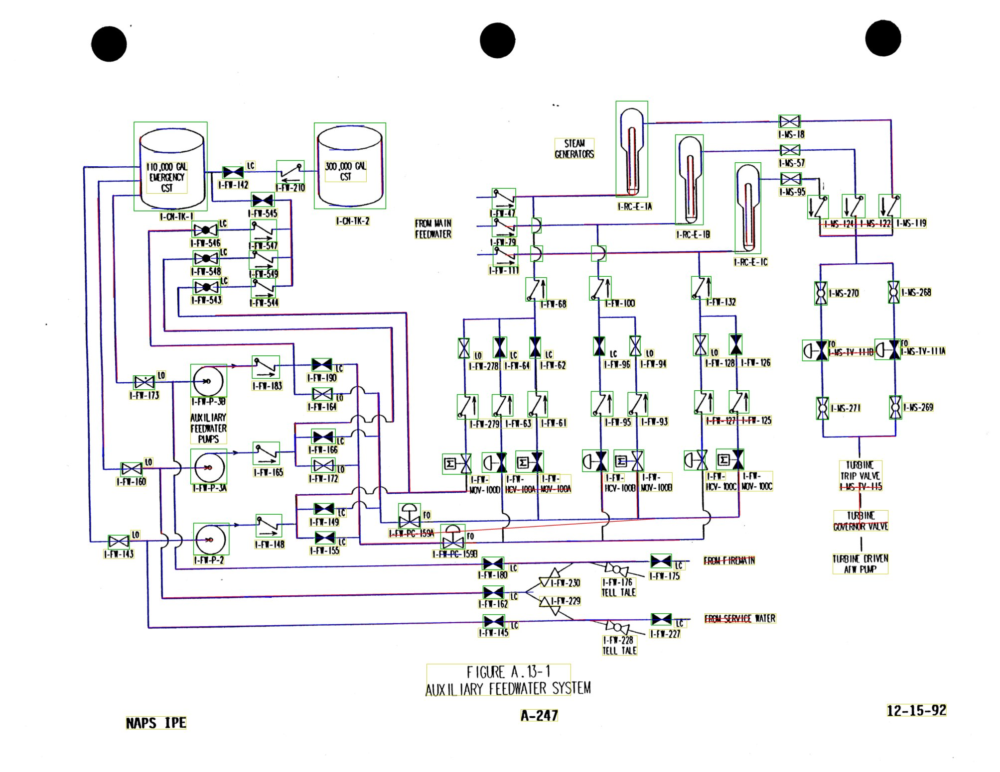 110,000 GAL
EMERGENCY
CST
1-CN-TK-1
LC
1-FW-142
1-FW-210
300,000 GAL
CST
1-CN-TK-2
1-FW-545
LC
1-FW-546
1-FW-547
LC
1-FW-548
1-FW-549
LC
1-FW-543
1-FW-544
STEAM
GENERATORS
1-RC-E-1A
1-RC-E-1B
1-RC-E-1C
FROM MAIN
FEEDWATER
1-FW-47
1-FW-79
1-FW-111
1-MS-18
1-MS-57
1-MS-95
1-MS-124
1-MS-122
1-MS-119
1-FW-68
1-FW-100
1-FW-132
1-MS-270
1-MS-268
LO
1-FW-278
LC
1-FW-64
LC
1-FW-62
LC
1-FW-96
LO
1-FW-94
LO
1-FW-128
1-FW-126
FO
1-MS-TV-111B
FO
1-MS-TV-111A
1-FW-279
1-FW-63
1-FW-61
1-FW-95
1-FW-93
1-FW-127
1-FW-125
1-MS-271
1-MS-269
1-FW-
MOV-100D
1-FW-
HCV-100A
1-FW-
MOV-100A
1-FW-
HCV-100B
1-FW-
MOV-100B
1-FW-
HCV-100C
1-FW-
MOV-100C
LO
1-FW-173
1-FW-P-3B
AUXILIARY
FEEDWATER
PUMPS
1-FW-183
LC
1-FW-190
LO
1-FW-164
LO
1-FW-160
1-FW-P-3A
1-FW-165
LC
1-FW-166
LO
1-FW-172
LO
1-FW-143
1-FW-P-2
1-FW-148
LC
1-FW-149
LC
1-FW-155
FO
1-FW-PC-159A
FO
1-FW-PC-159B
TURBINE
TRIP VALVE
1-MS-TV-115
TURBINE
GOVERNOR VALVE
TURBINE DRIVEN
AFW PUMP
LC
1-FW-180
1-FW-230
1-FW-176
TELL TALE
LC
1-FW-175
FROM FIREMAIN
LC
1-FW-162
1-FW-229
LC
1-FW-145
1-FW-228
TELL TALE
LC
1-FW-227
FROM SERVICE WATER
FIGURE A.13-1
AUXILIARY FEEDWATER SYSTEM
NAPS IPE
A-247
12-15-92